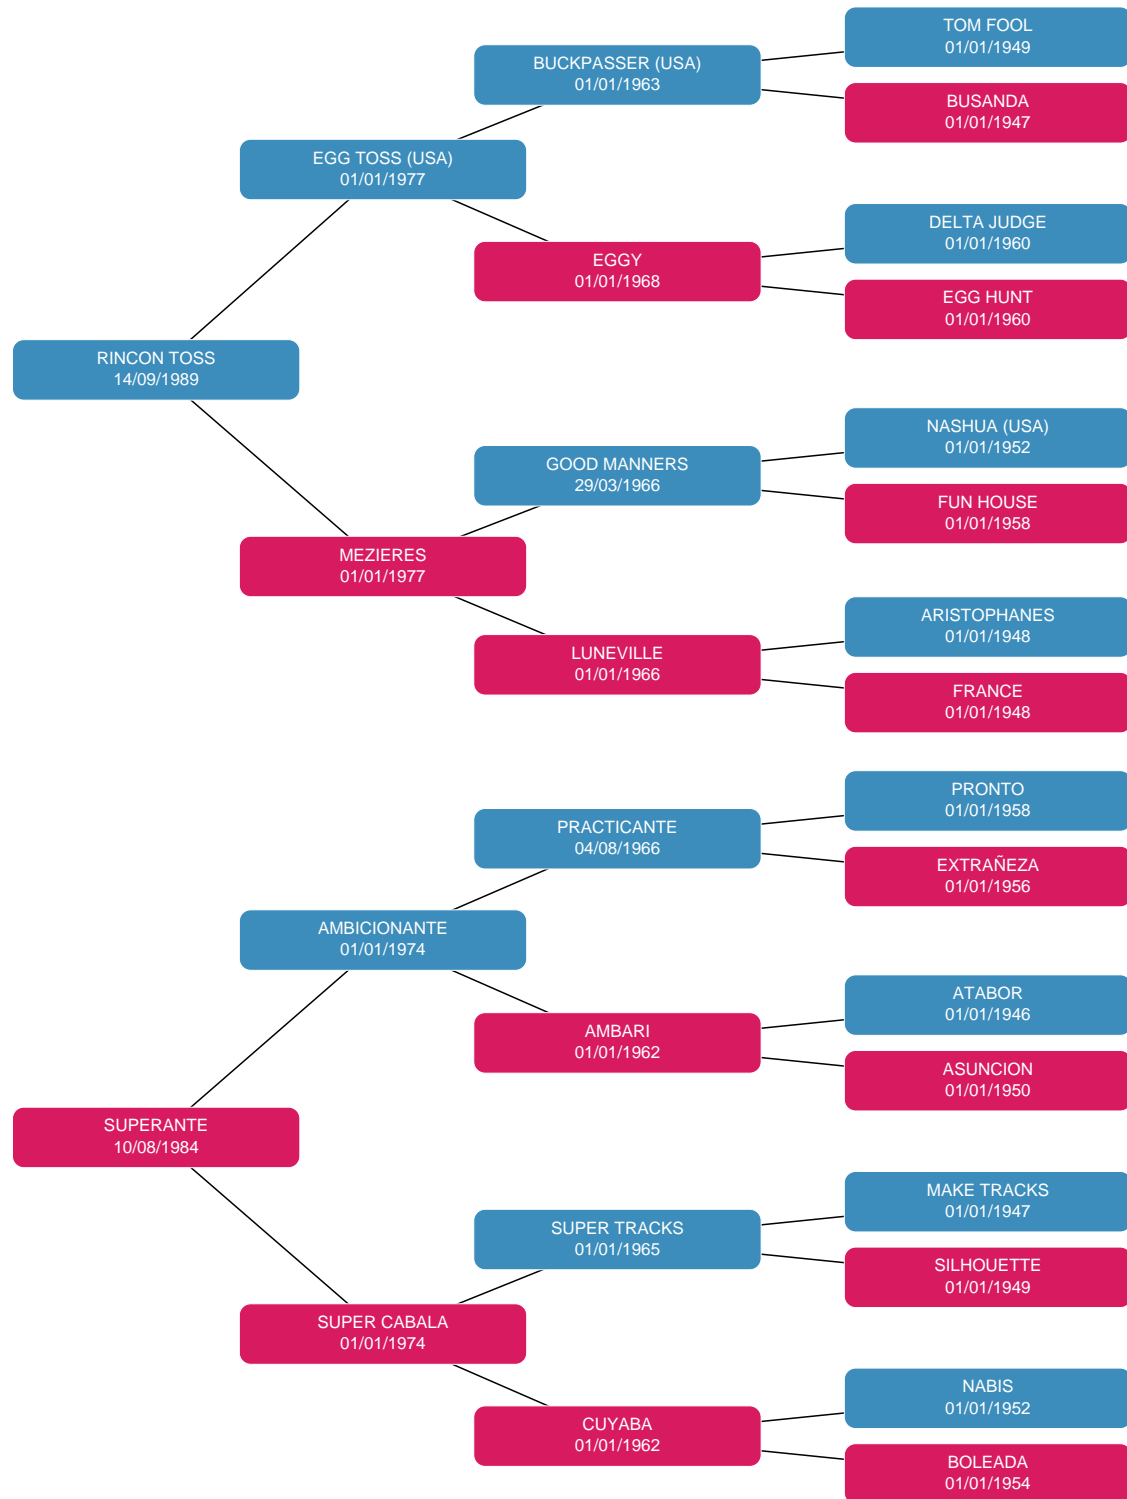 TOM FOOL
01/01/1949
BUCKPASSER (USA)
01/01/1963
BUSANDA
01/01/1947
EGG TOSS (USA)
01/01/1977
DELTA JUDGE
01/01/1960
EGGY
01/01/1968
EGG HUNT
01/01/1960
RINCON TOSS
14/09/1989
NASHUA (USA)
01/01/1952
GOOD MANNERS
29/03/1966
FUN HOUSE
01/01/1958
MEZIERES
01/01/1977
ARISTOPHANES
01/01/1948
LUNEVILLE
01/01/1966
FRANCE
01/01/1948
PRONTO
01/01/1958
PRACTICANTE
04/08/1966
EXTRAÑEZA
01/01/1956
AMBICIONANTE
01/01/1974
ATABOR
01/01/1946
AMBARI
01/01/1962
ASUNCION
01/01/1950
SUPERANTE
10/08/1984
MAKE TRACKS
01/01/1947
SUPER TRACKS
01/01/1965
SILHOUETTE
01/01/1949
SUPER CABALA
01/01/1974
NABIS
01/01/1952
CUYABA
01/01/1962
BOLEADA
01/01/1954